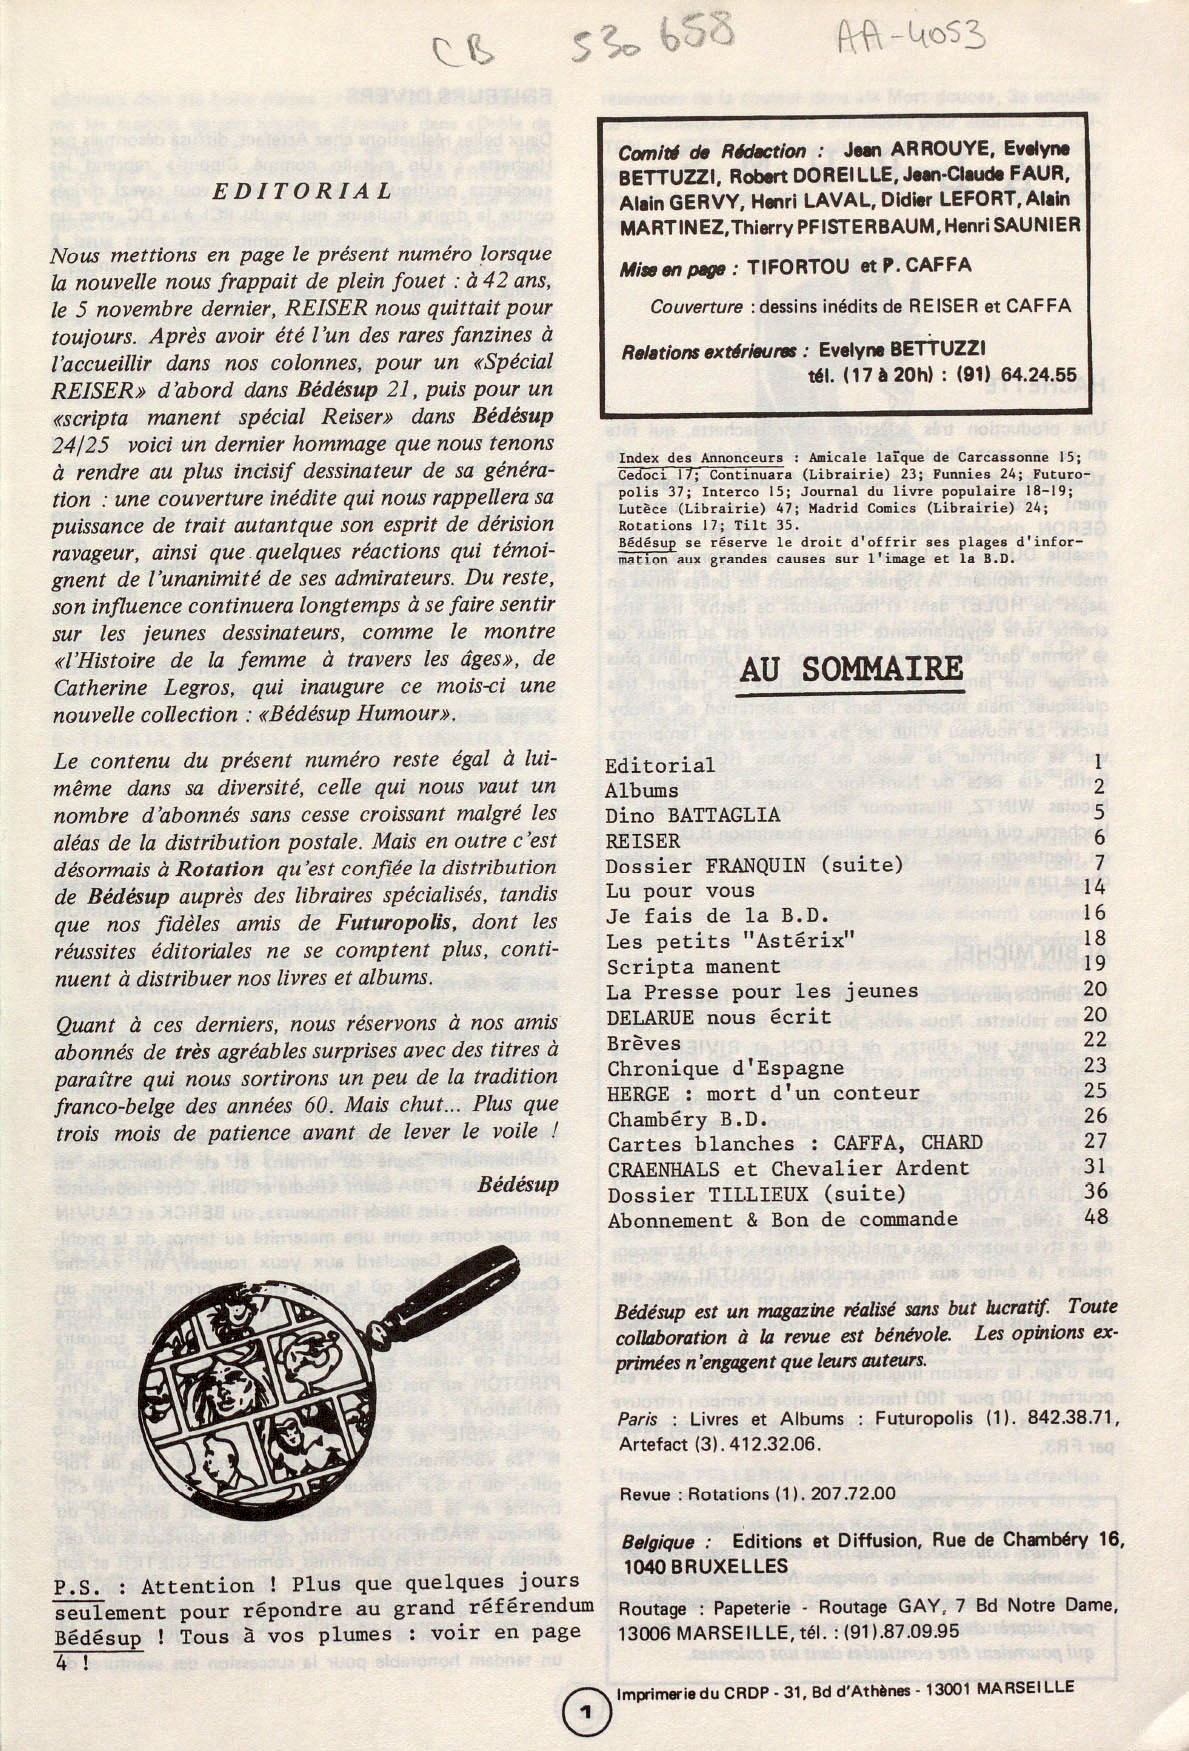 CB 530 658 AA-4053
EDITORIAL
Nous mettions en page le présent numéro lorsque
la nouvelle nous frappait de plein fouet : à 42 ans,
le 5 novembre dernier, REISER nous quittait pour
toujours. Après avoir été l'un des rares fanzines à
l'accueillir dans nos colonnes, pour un «Spécial
REISER» d'abord dans Bédésup 21, puis pour un
«scripta manent spécial Reiser» dans Bédésup
24/25 voici un dernier hommage que nous tenons
à rendre au plus incisif dessinateur de sa généra-
tion : une couverture inédite qui nous rappellera sa
puissance de trait autantque son esprit de dérision
ravageur, ainsi que quelques réactions qui témoi-
gnent de l'unanimité de ses admirateurs. Du reste,
son influence continuera longtemps à se faire sentir
sur les jeunes dessinateurs, comme le montre
«l'Histoire de la femme à travers les âges», de
Catherine Legros, qui inaugure ce mois-ci une
nouvelle collection : «Bédésup Humour».
Le contenu du présent numéro reste égal à lui-
même dans sa diversité, celle qui nous vaut un
nombre d'abonnés sans cesse croissant malgré les
aléas de la distribution postale. Mais en outre c'est
désormais à Rotation qu'est confiée la distribution
de Bédésup auprès des libraires spécialisés, tandis
que nos fidèles amis de Futuropolis, dont les
réussites éditoriales ne se comptent plus, conti-
nuent à distribuer nos livres et albums.
Quant à ces derniers, nous réservons à nos amis
abonnés de très agréables surprises avec des titres à
paraître qui nous sortirons un peu de la tradition
franco-belge des années 60. Mais chut... Plus que
trois mois de patience avant de lever le voile !
Bédésup
P.S. : Attention ! Plus que quelques jours
seulement pour répondre au grand référendum
Bédésup ! Tous à vos plumes : voir en page
4 !
Comité de Rédaction : Jean ARROUYE, Evelyne
BETTUZZI, Robert DOREILLE, Jean-Claude FAUR,
Alain GERVY, Henri LAVAL, Didier LEFORT, Alain
MARTINEZ, Thierry PFISTERBAUM, Henri SAUNIER
Mise en page : TIFORTOU et P. CAFFA
Couverture : dessins inédits de REISER et CAFFA
Relations extérieures : Evelyne BETTUZZI
tél. (17 à 20h) : (91) 64.24.55
Index des Annonceurs : Amicale laïque de Carcassonne 15;
Cedoci 17; Continuara (Librairie) 23; Funnies 24; Futuro-
polis 37; Interco 15; Journal du livre populaire 18-19;
Lutèce (Librairie) 47; Madrid Comics (Librairie) 24;
Rotations 17; Tilt 35.
Bédésup se réserve le droit d'offrir ses plages d'infor-
mation aux grandes causes sur l'image et la B.D.
AU SOMMAIRE
Editorial 1
Albums 2
Dino BATTAGLIA 5
REISER 6
Dossier FRANQUIN (suite) 7
Lu pour vous 14
Je fais de la B.D. 16
Les petits "Astérix" 18
Scripta manent 19
La Presse pour les jeunes 20
DELARUE nous écrit 20
Brèves 22
Chronique d'Espagne 23
HERGE : mort d'un conteur 25
Chambéry B.D. 26
Cartes blanches : CAFFA, CHARD 27
CRAENHALS et Chevalier Ardent 31
Dossier TILLIEUX (suite) 36
Abonnement & Bon de commande 48
Bédésup est un magazine réalisé sans but lucratif. Toute
collaboration à la revue est bénévole. Les opinions ex-
primées n'engagent que leurs auteurs.
Paris : Livres et Albums : Futuropolis (1). 842.38.71,
Artefact (3). 412.32.06.
Revue : Rotations (1). 207.72.00
Belgique : Editions et Diffusion, Rue de Chambéry 16,
1040 BRUXELLES
Routage : Papeterie - Routage GAY, 7 Bd Notre Dame,
13006 MARSEILLE, tél. : (91).87.09.95
Imprimerie du CRDP - 31, Bd d'Athènes - 13001 MARSEILLE
1